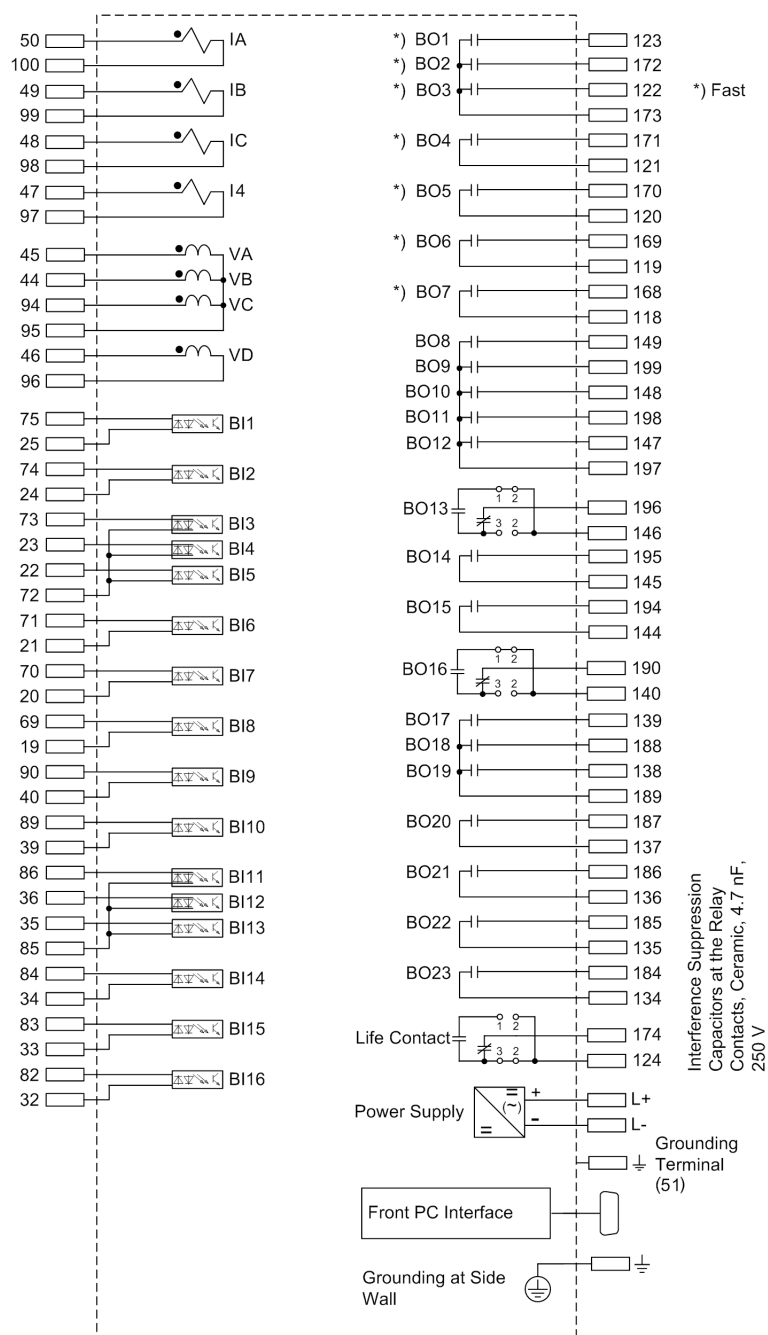 50 IA *) BO1 123
100 *) BO2 172
49 IB *) BO3 122 *) Fast
99 173
48 IC *) BO4 171
98 121
47 I4 *) BO5 170
97 120
*) BO6 169
45 VA 119
44 VB *) BO7 168
94 VC 118
95 BO8 149
46 VD BO9 199
96 BO10 148
75 BI1 BO11 198
25 BO12 147
74 BI2 197
24 1 2
73 BI3 BO13 196
23 BI4 3 2 146
22 BI5 BO14 195
72 145
71 BI6 BO15 194
21 144
70 BI7 1 2
20 BO16 190
3 2 140
69 BI8 BO17 139
19 BO18 188
90 BI9 BO19 138
40 189
89 BI10 BO20 187
39 137
86 BI11 BO21 186
36 BI12 136
35 BI13 BO22 185
85 135
84 BI14 BO23 184
34 134
83 BI15 1 2
33 Life Contact 174
3 2 124
82 BI16
32
Interference Suppression
Capacitors at the Relay
Contacts, Ceramic, 4.7 nF,
250 V
Power Supply = (~) = + L+
- L-
Grounding
Terminal
(51)
Front PC Interface
Grounding at Side
Wall